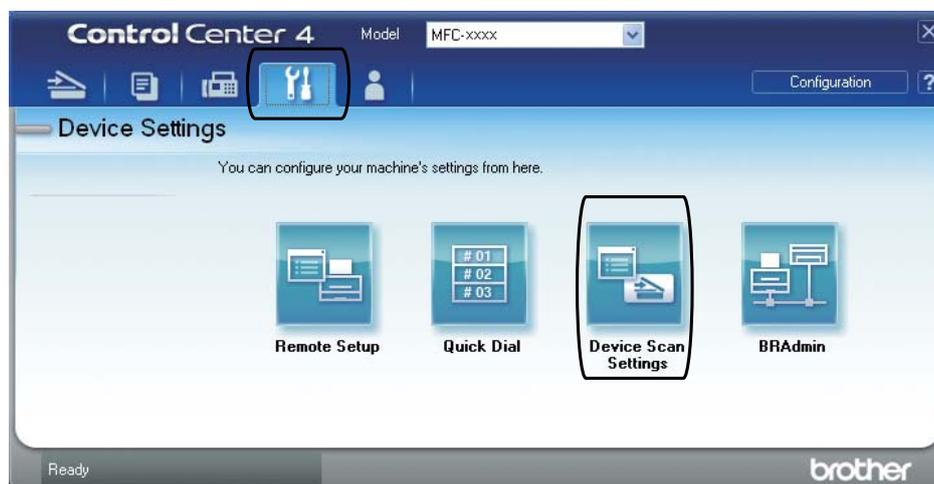 Control Center 4
Model
MFC-xxxx
Configuration
?
Device Settings
You can configure your machine's settings from here.
# 01
# 02
# 03
Remote Setup
Quick Dial
Device Scan
Settings
BRAdmin
Ready
brother